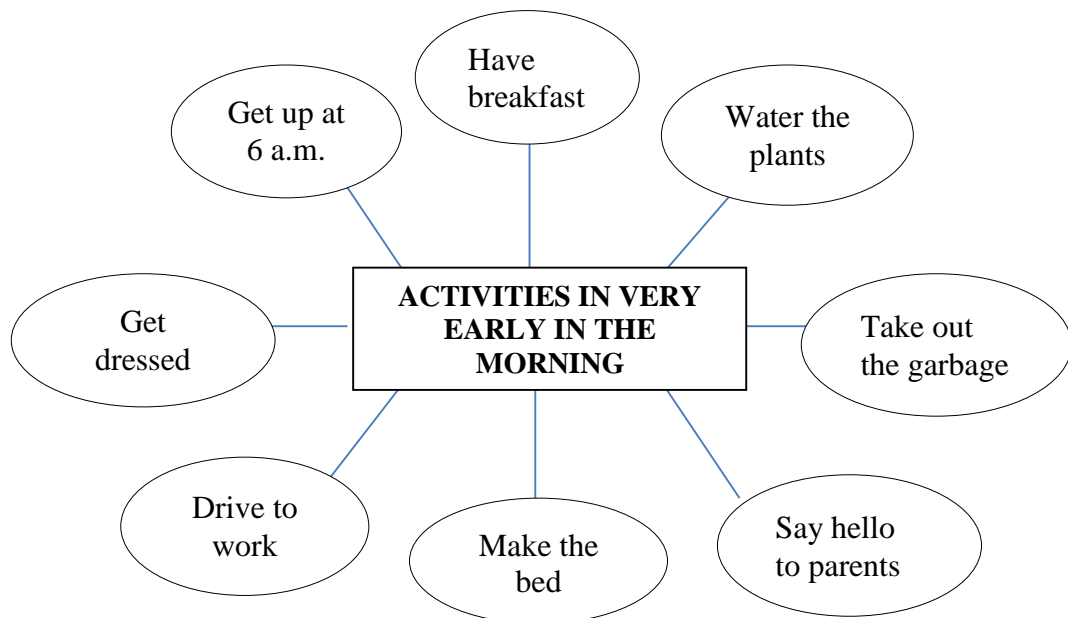 Have
breakfast
Get up at
6 a.m.
Water the
plants
ACTIVITIES IN VERY
EARLY IN THE
MORNING
Get
dressed
Take out
the garbage
Drive to
work
Make the
bed
Say hello
to parents